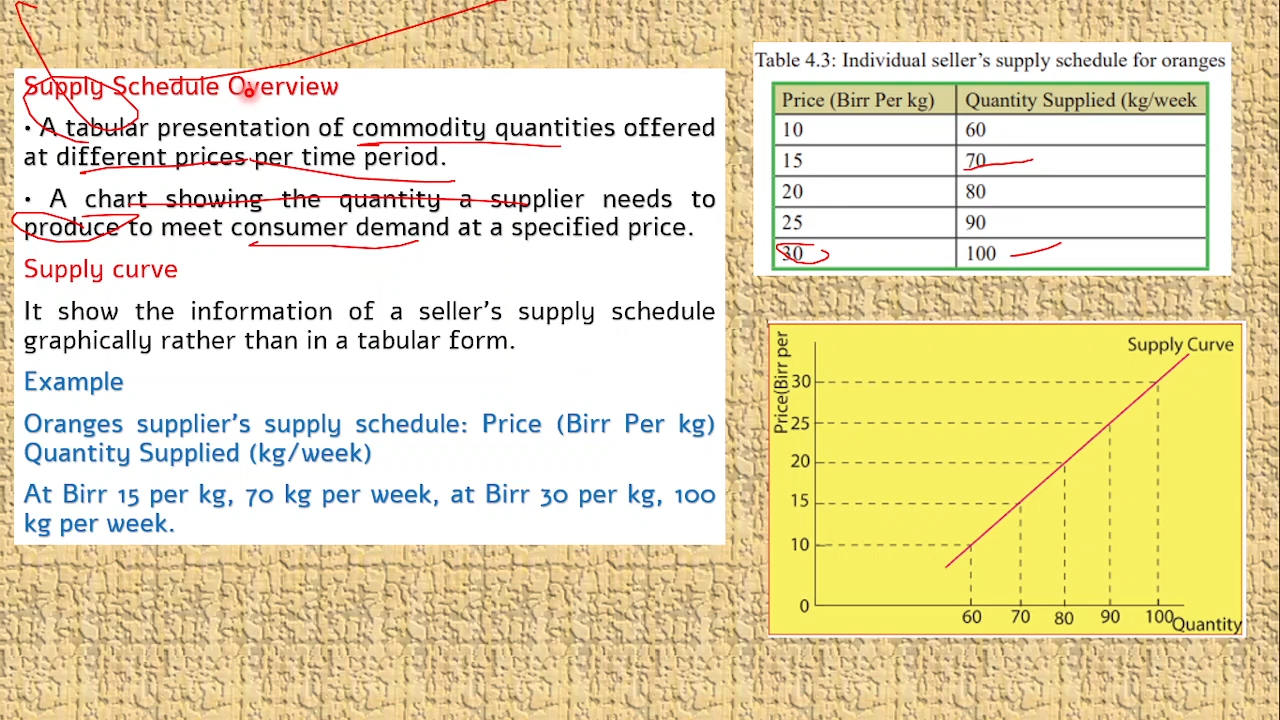 Supply Schedule Overview
• A tabular presentation of commodity quantities offered
at different prices per time period.
• A chart showing the quantity a supplier needs to
produce to meet consumer demand at a specified price.
Supply curve
It show the information of a seller's supply schedule
graphically rather than in a tabular form.
Example
Oranges supplier's supply schedule: Price (Birr Per kg)
Quantity Supplied (kg/week)
At Birr 15 per kg, 70 kg per week, at Birr 30 per kg, 100
kg per week.
Table 4.3: Individual seller's supply schedule for oranges
Price (Birr Per kg) Quantity Supplied (kg/week
10 60
15 70
20 80
25 90
30 100
Supply Curve
Price(Birr per
30
25
20
15
10
0
60 70 80 90 100
Quantity